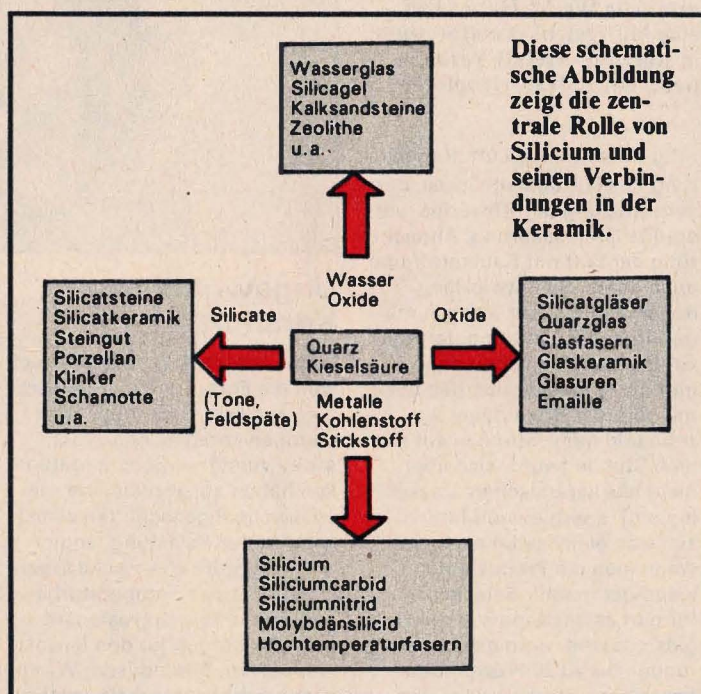 Diese schemati-
sche Abbildung
zeigt die zen-
trale Rolle von
Silicium und
seinen Verbin-
dungen in der
Keramik.
Wasserglas
Silicagel
Kalksandsteine
Zeolithe
u.a.
Wasser
Oxide
Silicatsteine
Silicatkeramik
Steingut
Porzellan
Klinker
Schamotte
u.a.
Silicate
(Tone,
Feldspäte)
Quarz
Kieselsäure
Oxide
Silicatgläser
Quarzglas
Glasfasern
Glaskeramik
Glasuren
Emaille
Metalle
Kohlenstoff
Stickstoff
Silicium
Siliciumcarbid
Siliciumnitrid
Molybdänsilicid
Hochtemperaturfasern